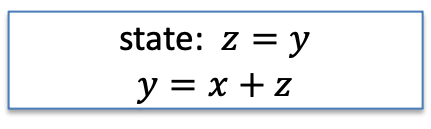 state: z = y
y = x + z